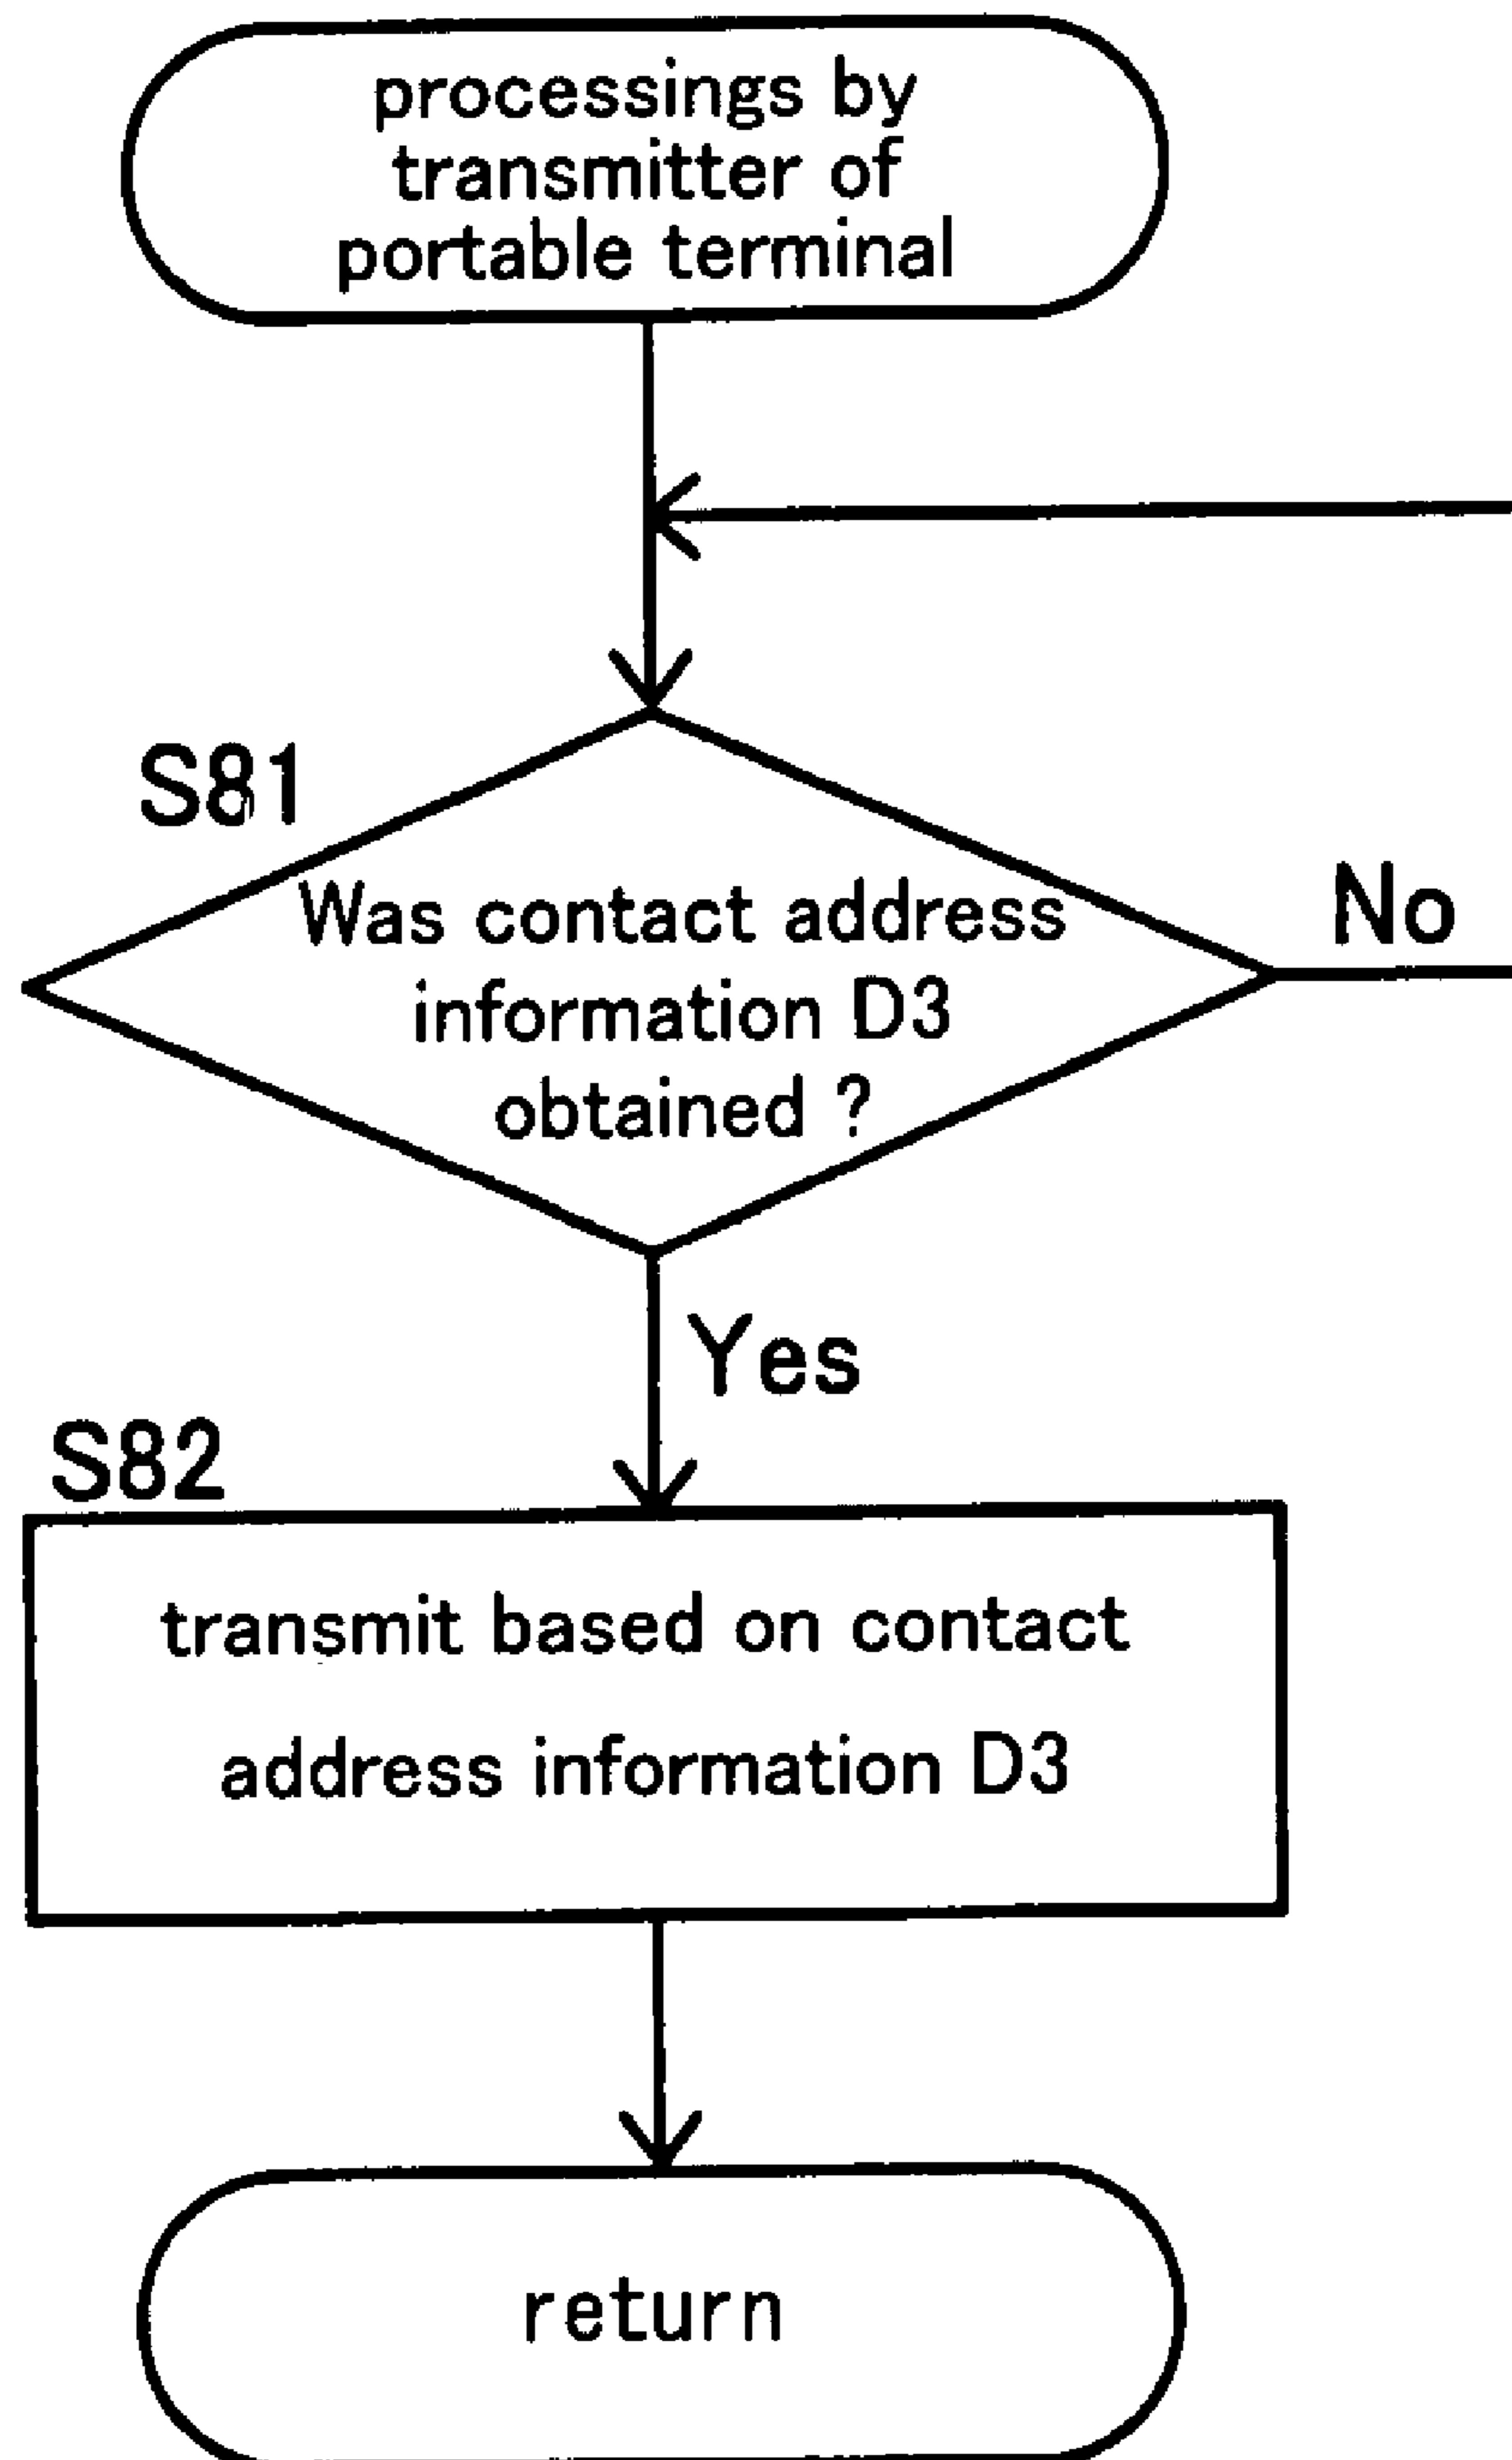 processings by
transmitter of
portable terminal
S81
Was contact address
information D3
obtained ?
No
Yes
S82
transmit based on contact
address information D3
return